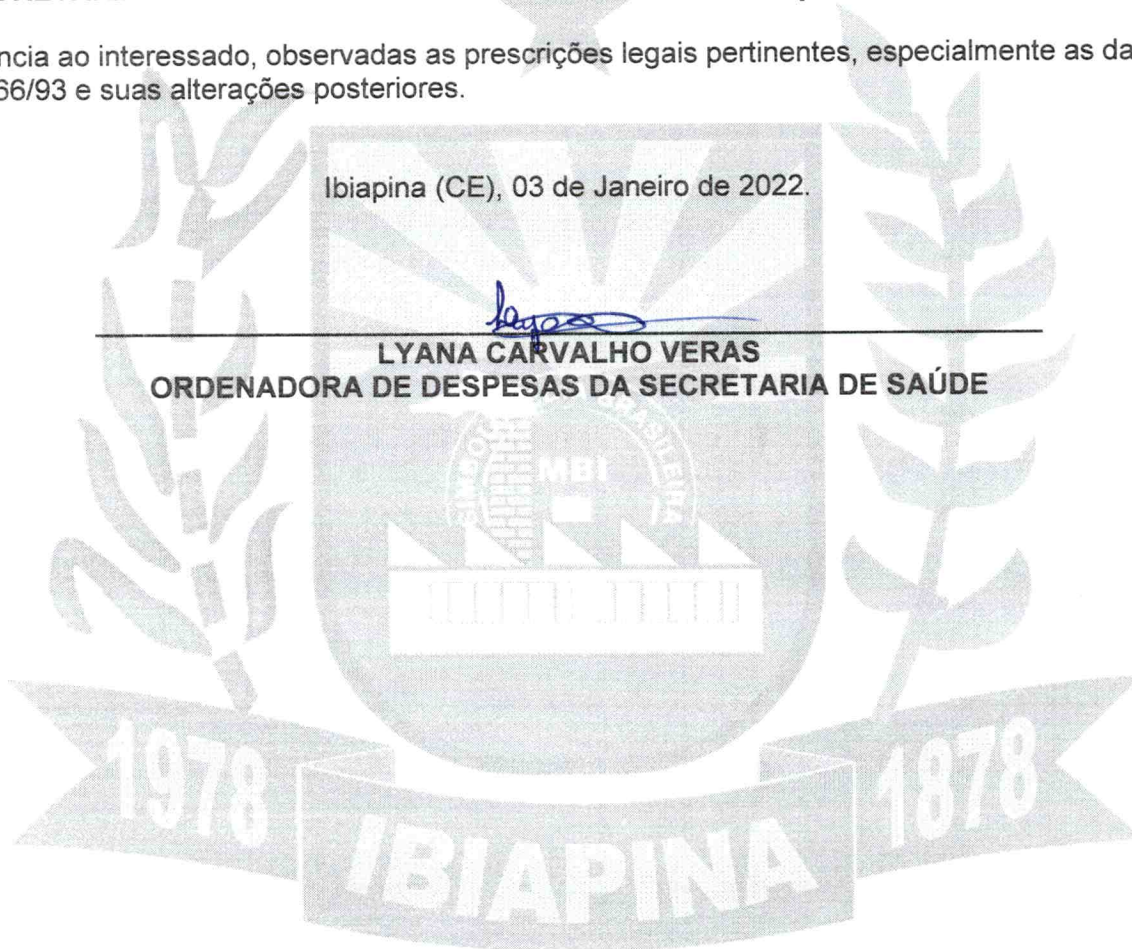 ncia ao interessado, observadas as prescrições legais pertinentes, especialmente as da
66/93 e suas alterações posteriores.
Ibiapina (CE), 03 de Janeiro de 2022.
LYANA CARVALHO VERAS
ORDENADORA DE DESPESAS DA SECRETARIA DE SAÚDE
BRASILEIRA
MBI
1978
IBIAPINA
1878